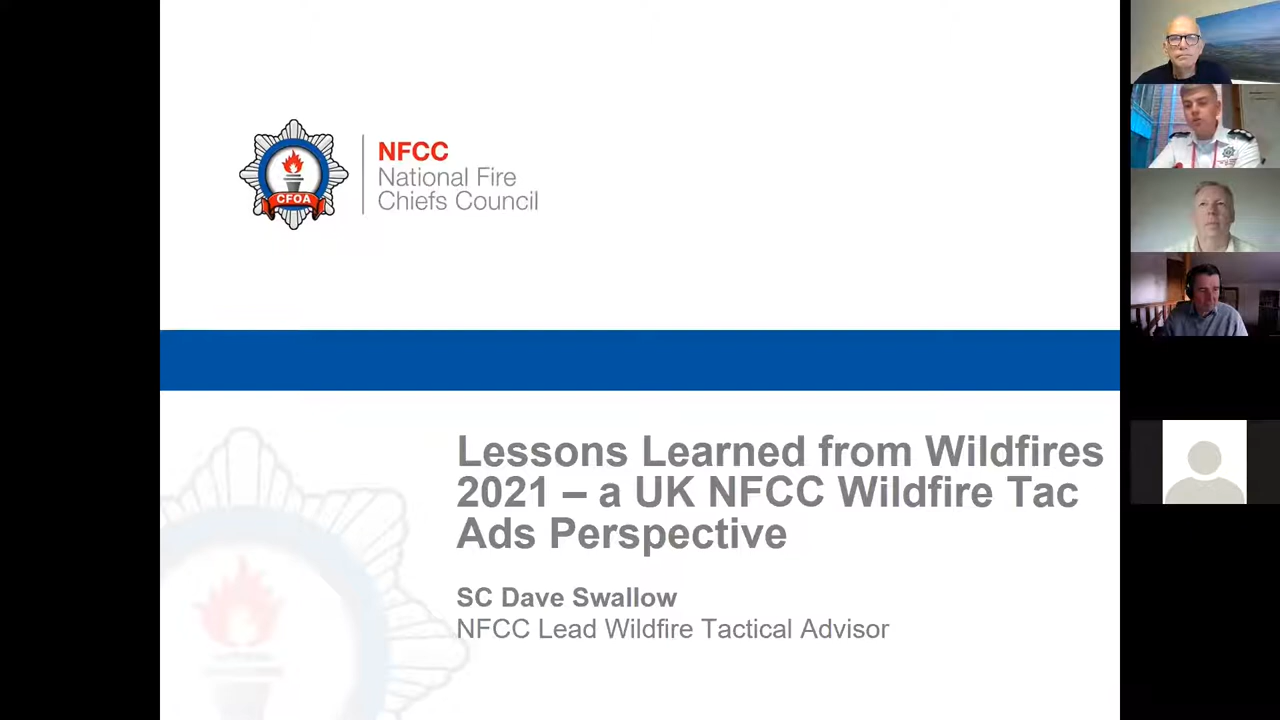 NFCC
National Fire
Chiefs Council
CFOA
Lessons Learned from Wildfires
2021 – a UK NFCC Wildfire Tac
Ads Perspective
SC Dave Swallow
NFCC Lead Wildfire Tactical Advisor